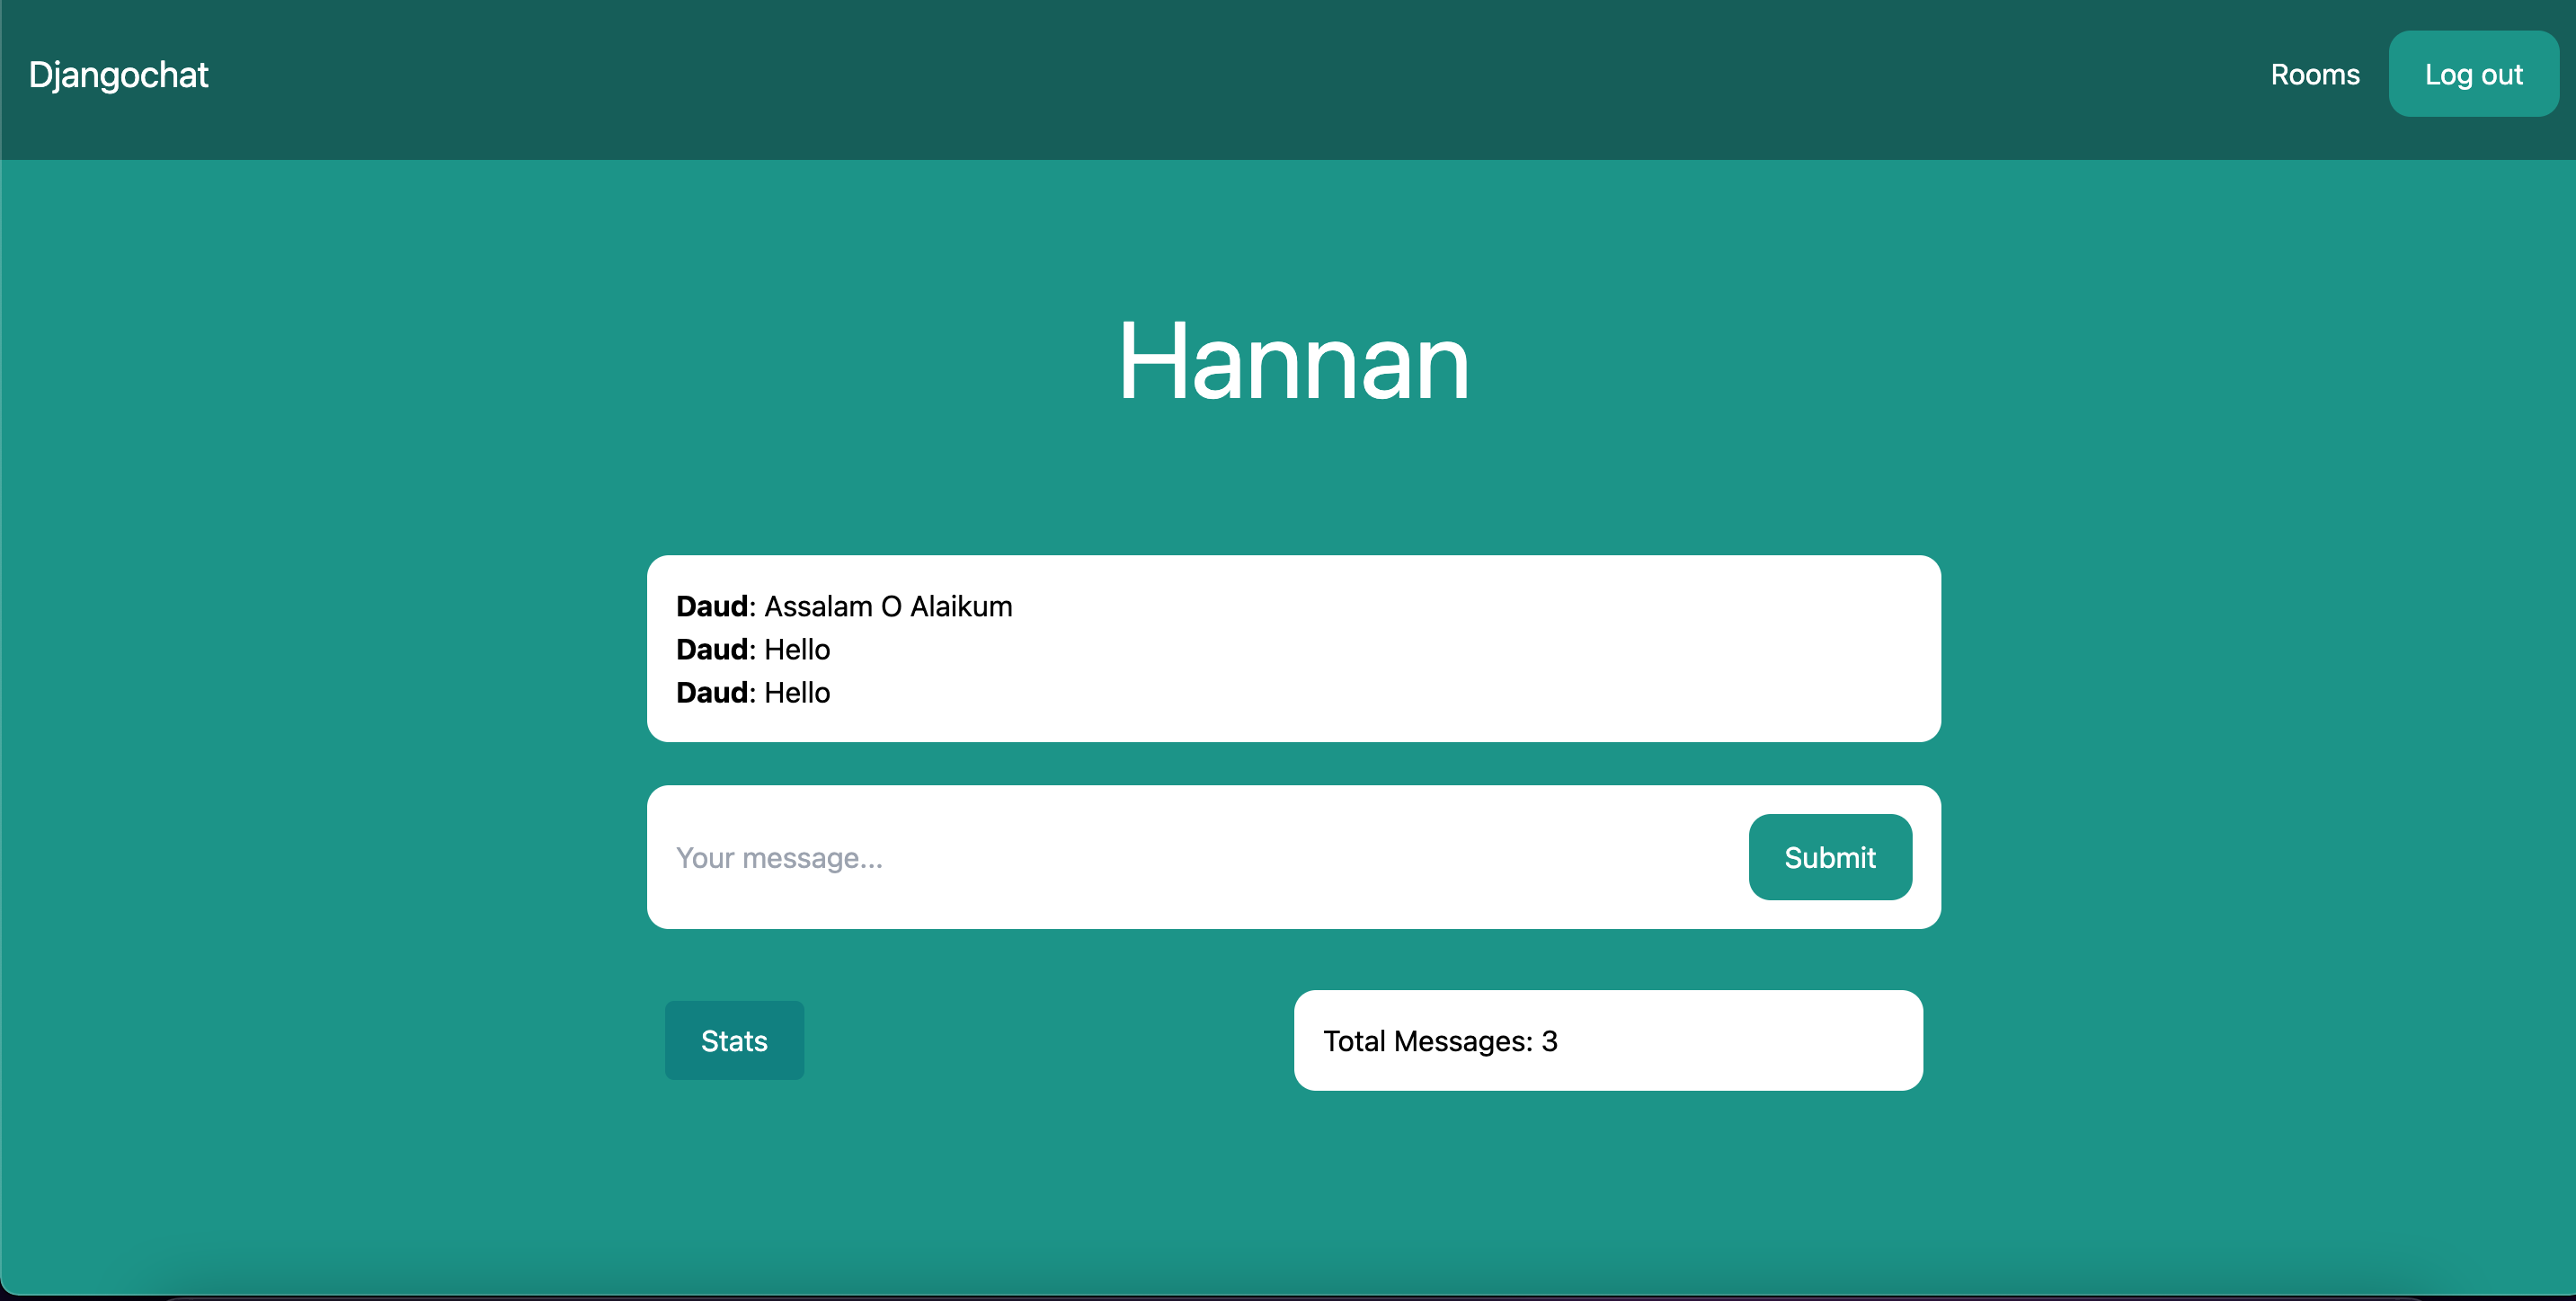 Djangochat
Rooms
Log out
Hannan
Daud: Assalam O Alaikum
Daud: Hello
Daud: Hello
Your message...
Submit
Stats
Total Messages: 3